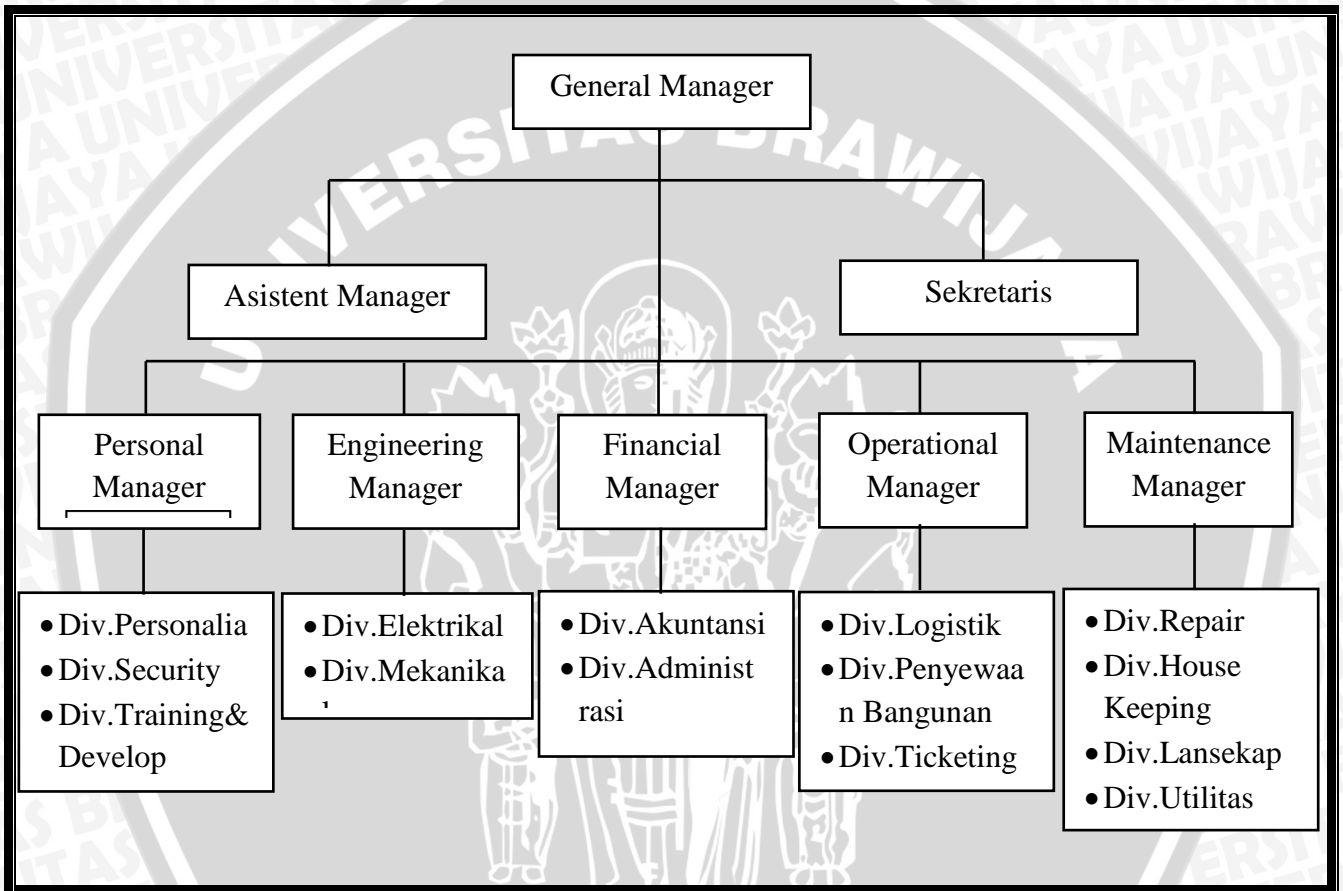 General Manager
UNIVERSITAS BRAWIJAYA
Asistent Manager
Sekretaris
Personal
Manager
Engineering
Manager
Financial
Manager
Operational
Manager
Maintenance
Manager
•Div.Personalia
•Div.Security
•Div.Training&
Develop
•Div.Elektrikal
•Div.Mekanika
•Div.Akuntansi
•Div.Administ
rasi
•Div.Logistik
•Div.Penyewaa
n Bangunan
•Div.Ticketing
•Div.Repair
•Div.House
Keeping
•Div.Lansekap
•Div.Utilitas